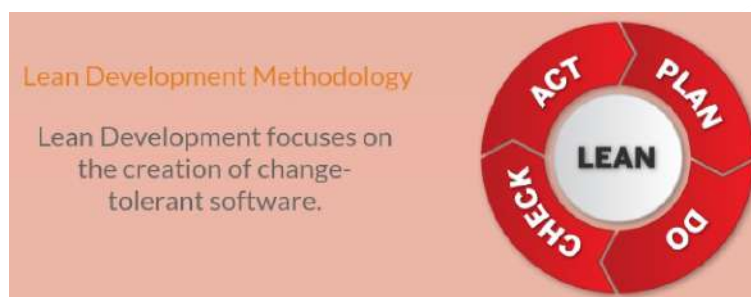 Lean Development Methodology
Lean Development focuses on
the creation of change-
tolerant software.
ACT
PLAN
LEAN
CHECK
DO